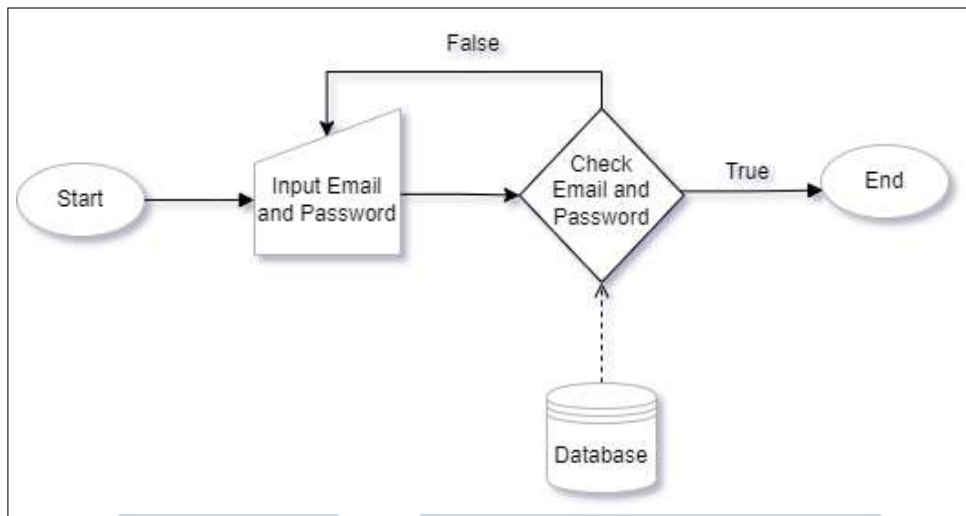 False
Start
Input Email
and Password
Check
Email and
Password
True
End
Database